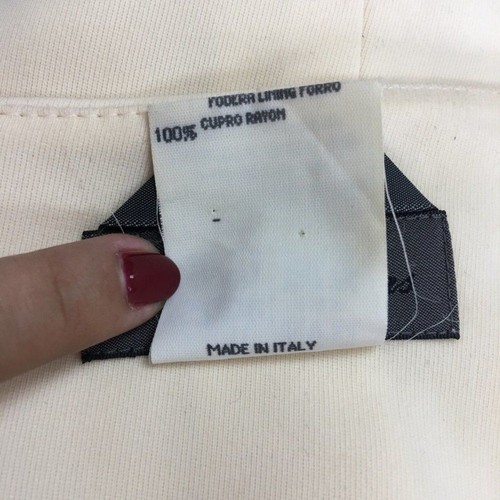 FODERA LINING FORRO
100% CUPRO RAYON
MADE IN ITALY